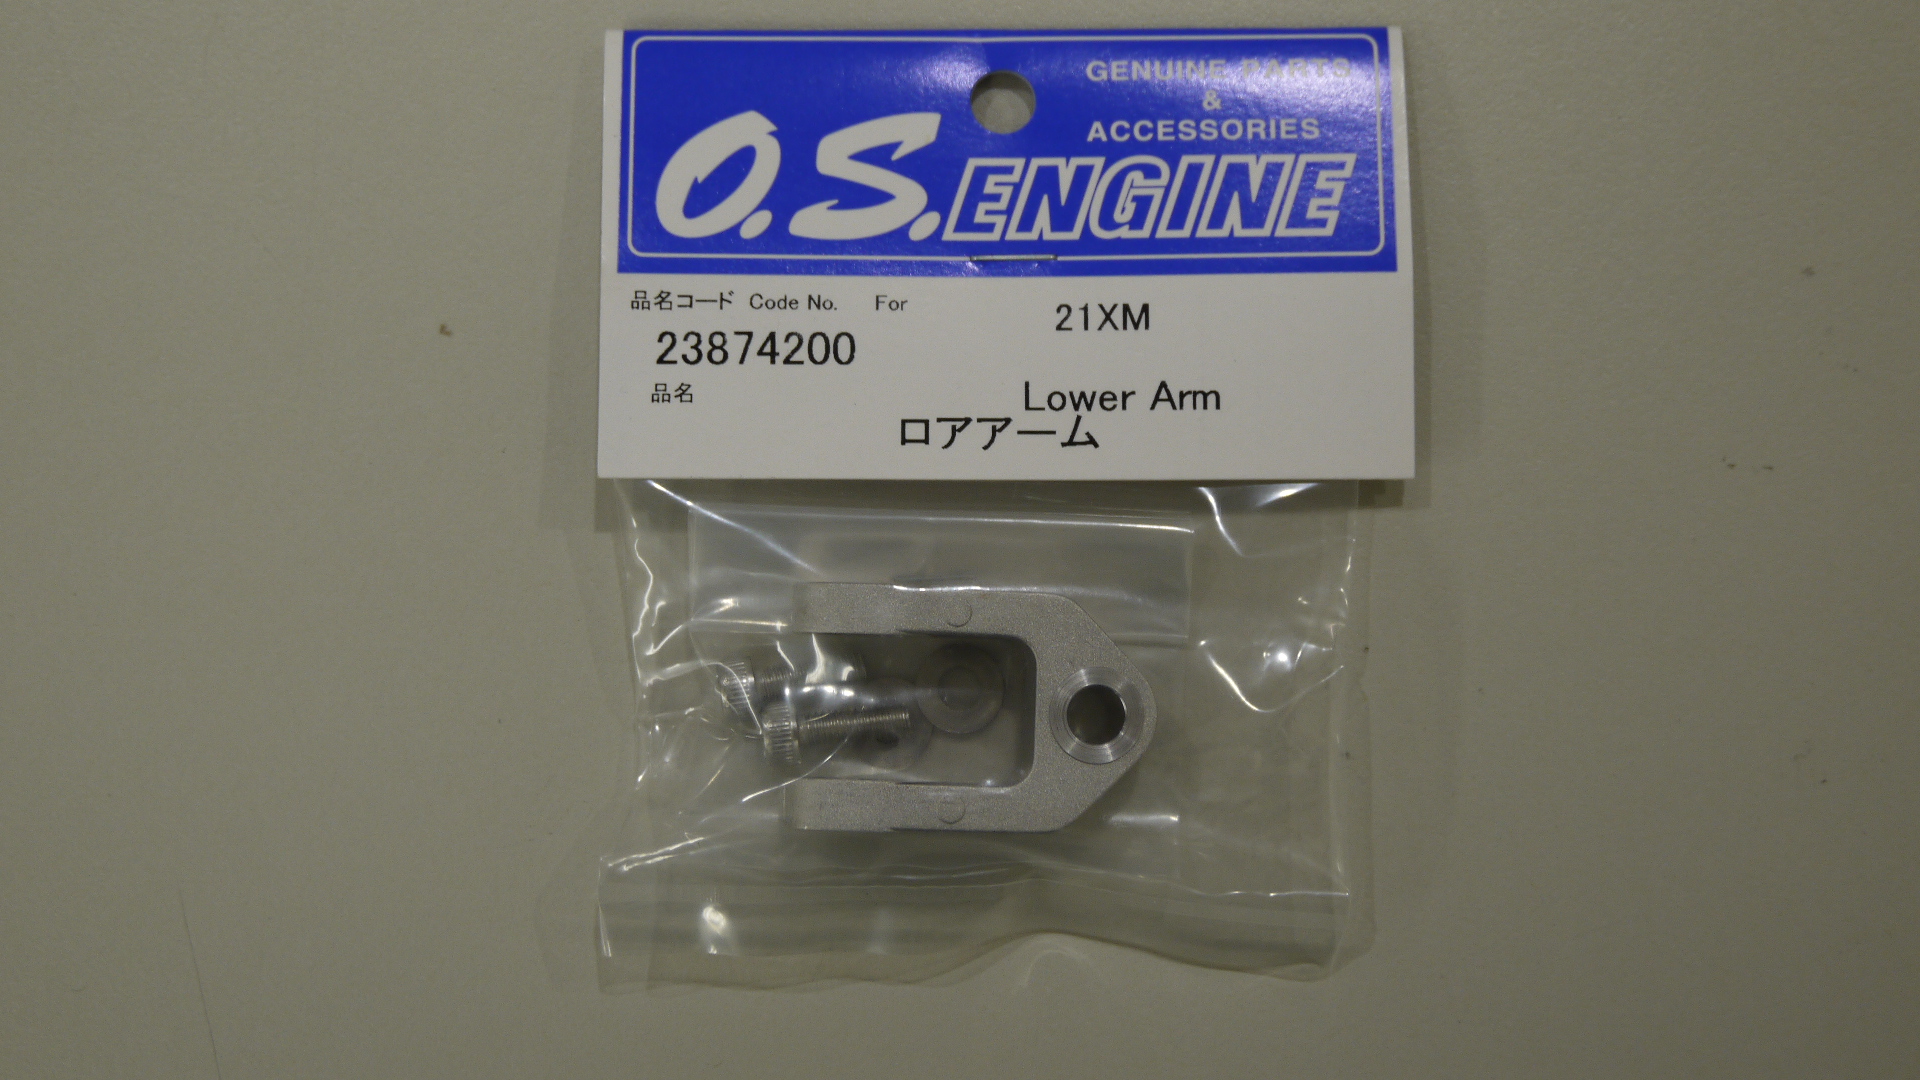 GENUINE PARTS
&
ACCESSORIES
O.S. ENGINE
品名コード Code No. For
21XM
23874200
品名
Lower Arm
ロアアーム